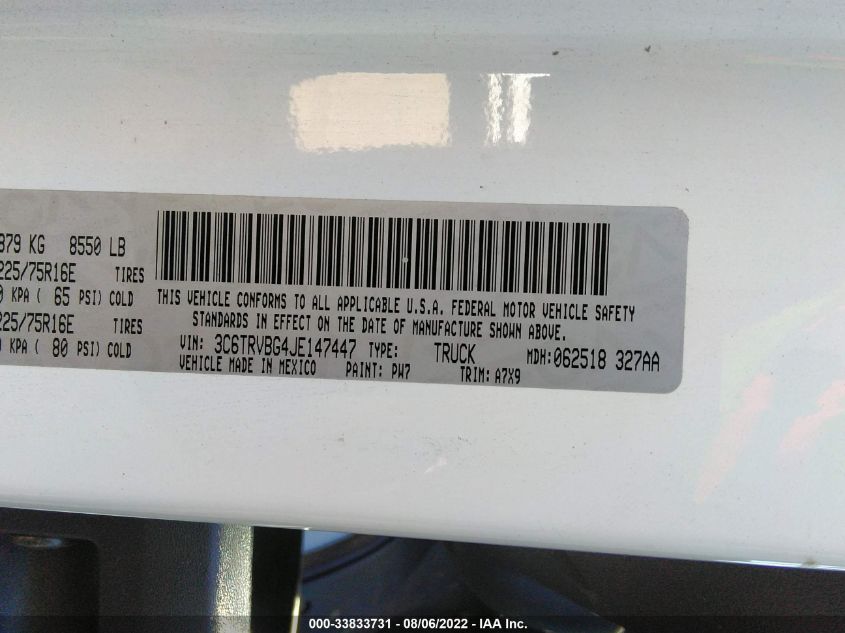 879 KG 8550 LB
225/75R16E TIRES
0 KPA ( 65 PSI) COLD
225/75R16E TIRES
0 KPA ( 80 PSI) COLD
THIS VEHICLE CONFORMS TO ALL APPLICABLE U.S.A. FEDERAL MOTOR VEHICLE SAFETY
STANDARDS IN EFFECT ON THE DATE OF MANUFACTURE SHOWN ABOVE.
VIN: 3C6TRVBG4JE147447 TYPE: TRUCK MDH:062518 327AA
VEHICLE MADE IN MEXICO PAINT: PW7 TRIM: A7X9
000-33833731 - 08/06/2022 - IAA Inc.